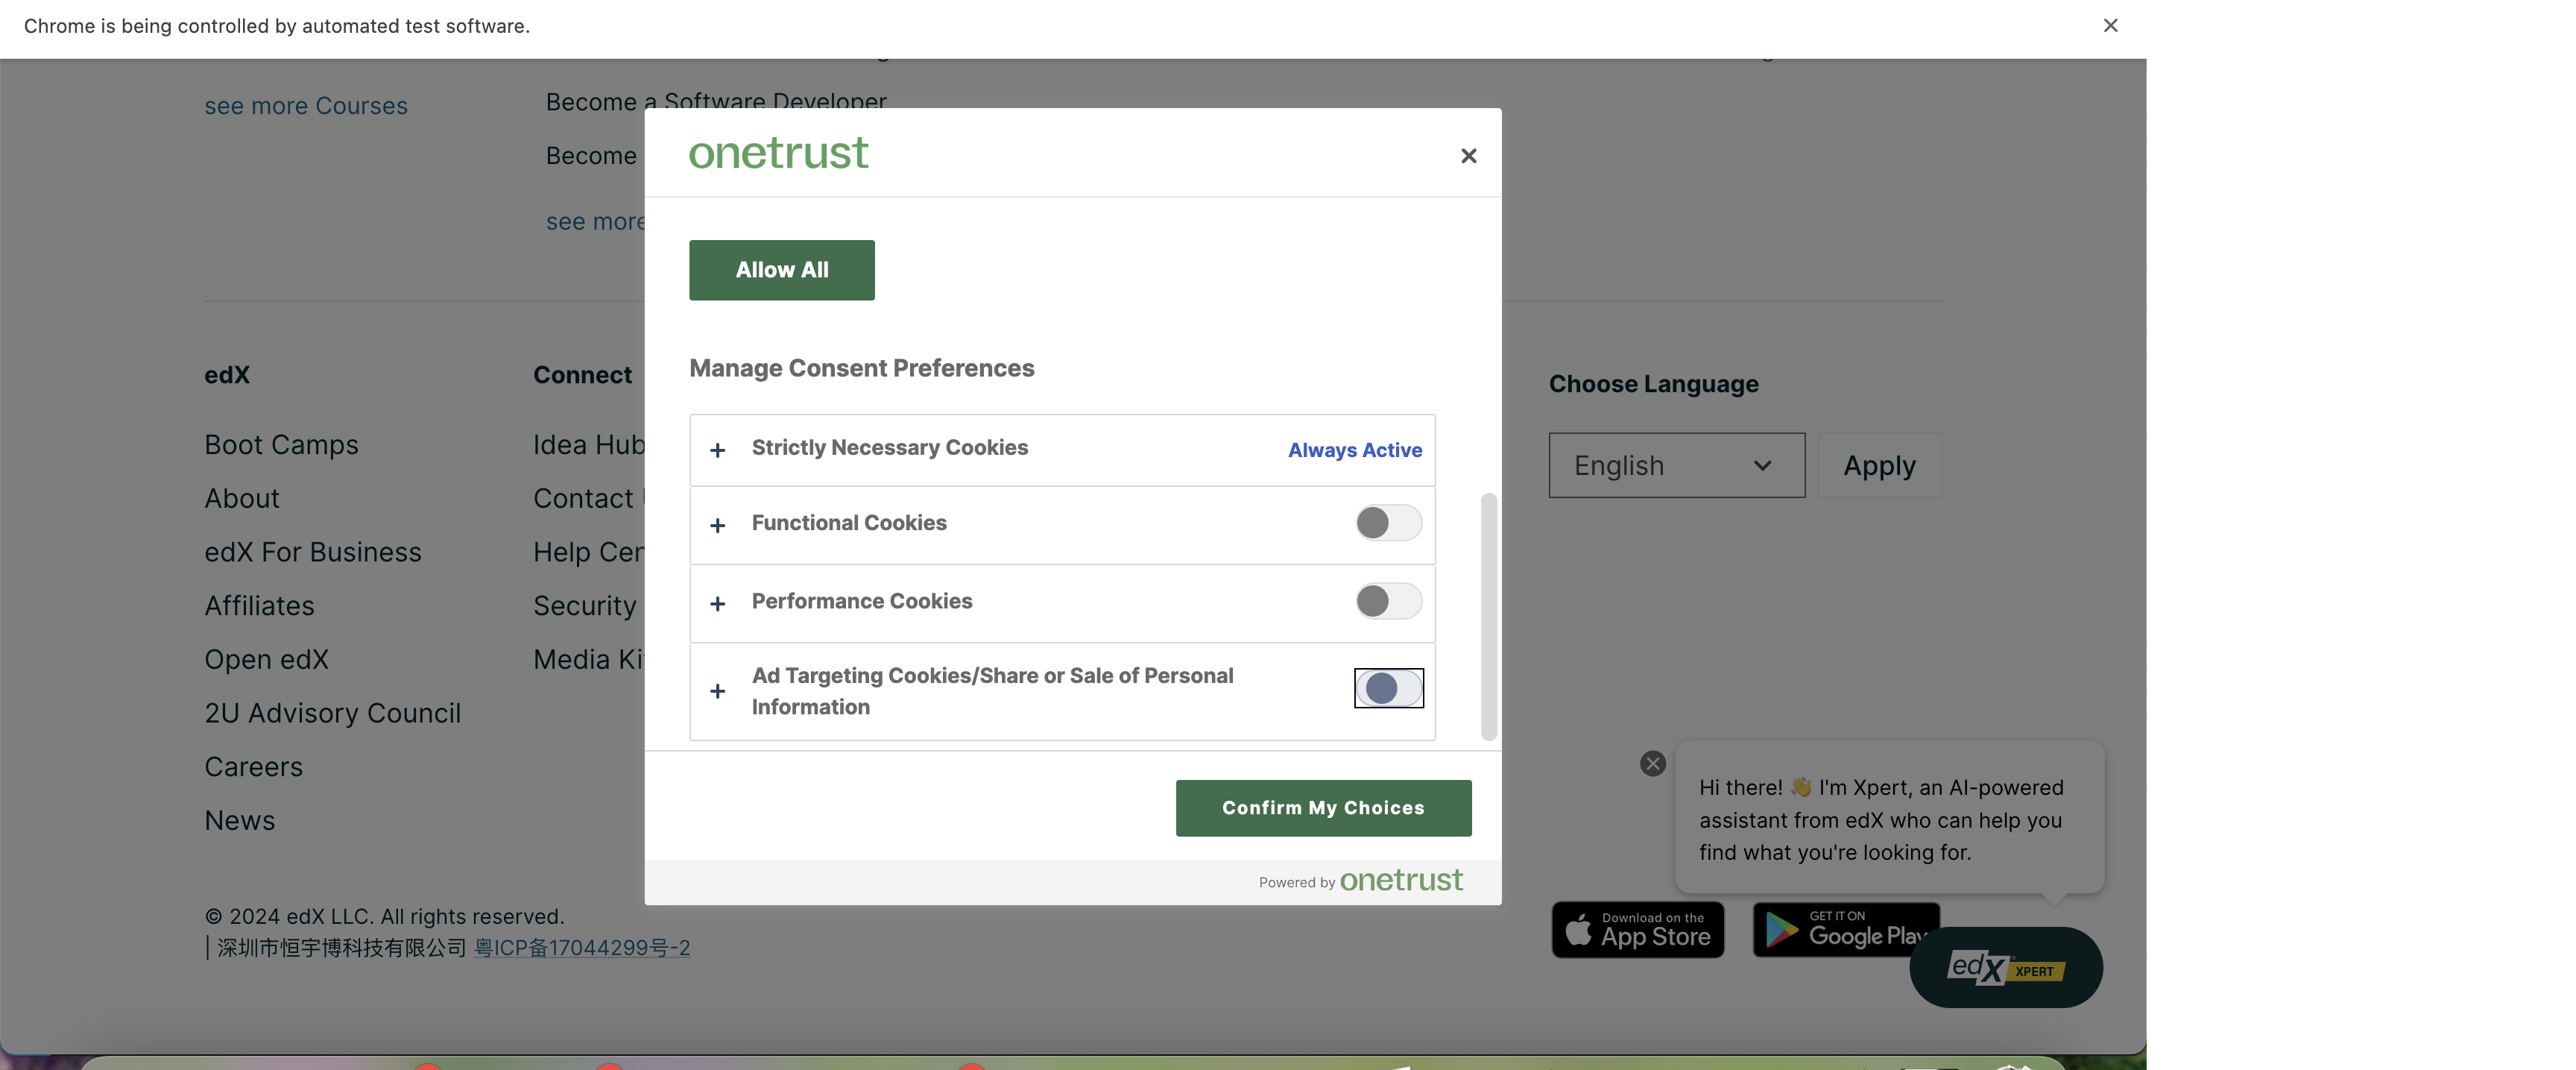 Chrome is being controlled by automated test software.
see more Courses
Become a Software Developer
Become
see more
edX
Boot Camps
About
edX For Business
Affiliates
Open edX
2U Advisory Council
Careers
News
Connect
Idea Hub
Contact
Help Cen
Security
Media Ki
onetrust
Allow All
Manage Consent Preferences
Strictly Necessary Cookies
Always Active
Functional Cookies
Performance Cookies
Ad Targeting Cookies/Share or Sale of Personal
Information
Confirm My Choices
Powered by onetrust
Choose Language
English
Apply
Hi there! 👋 I'm Xpert, an AI-powered
assistant from edX who can help you
find what you're looking for.
© 2024 edX LLC. All rights reserved.
| 深圳市恒宇博科技有限公司 粤ICP备17044299号-2
Download on the
App Store
GET IT ON
Google Play
edX XPERT